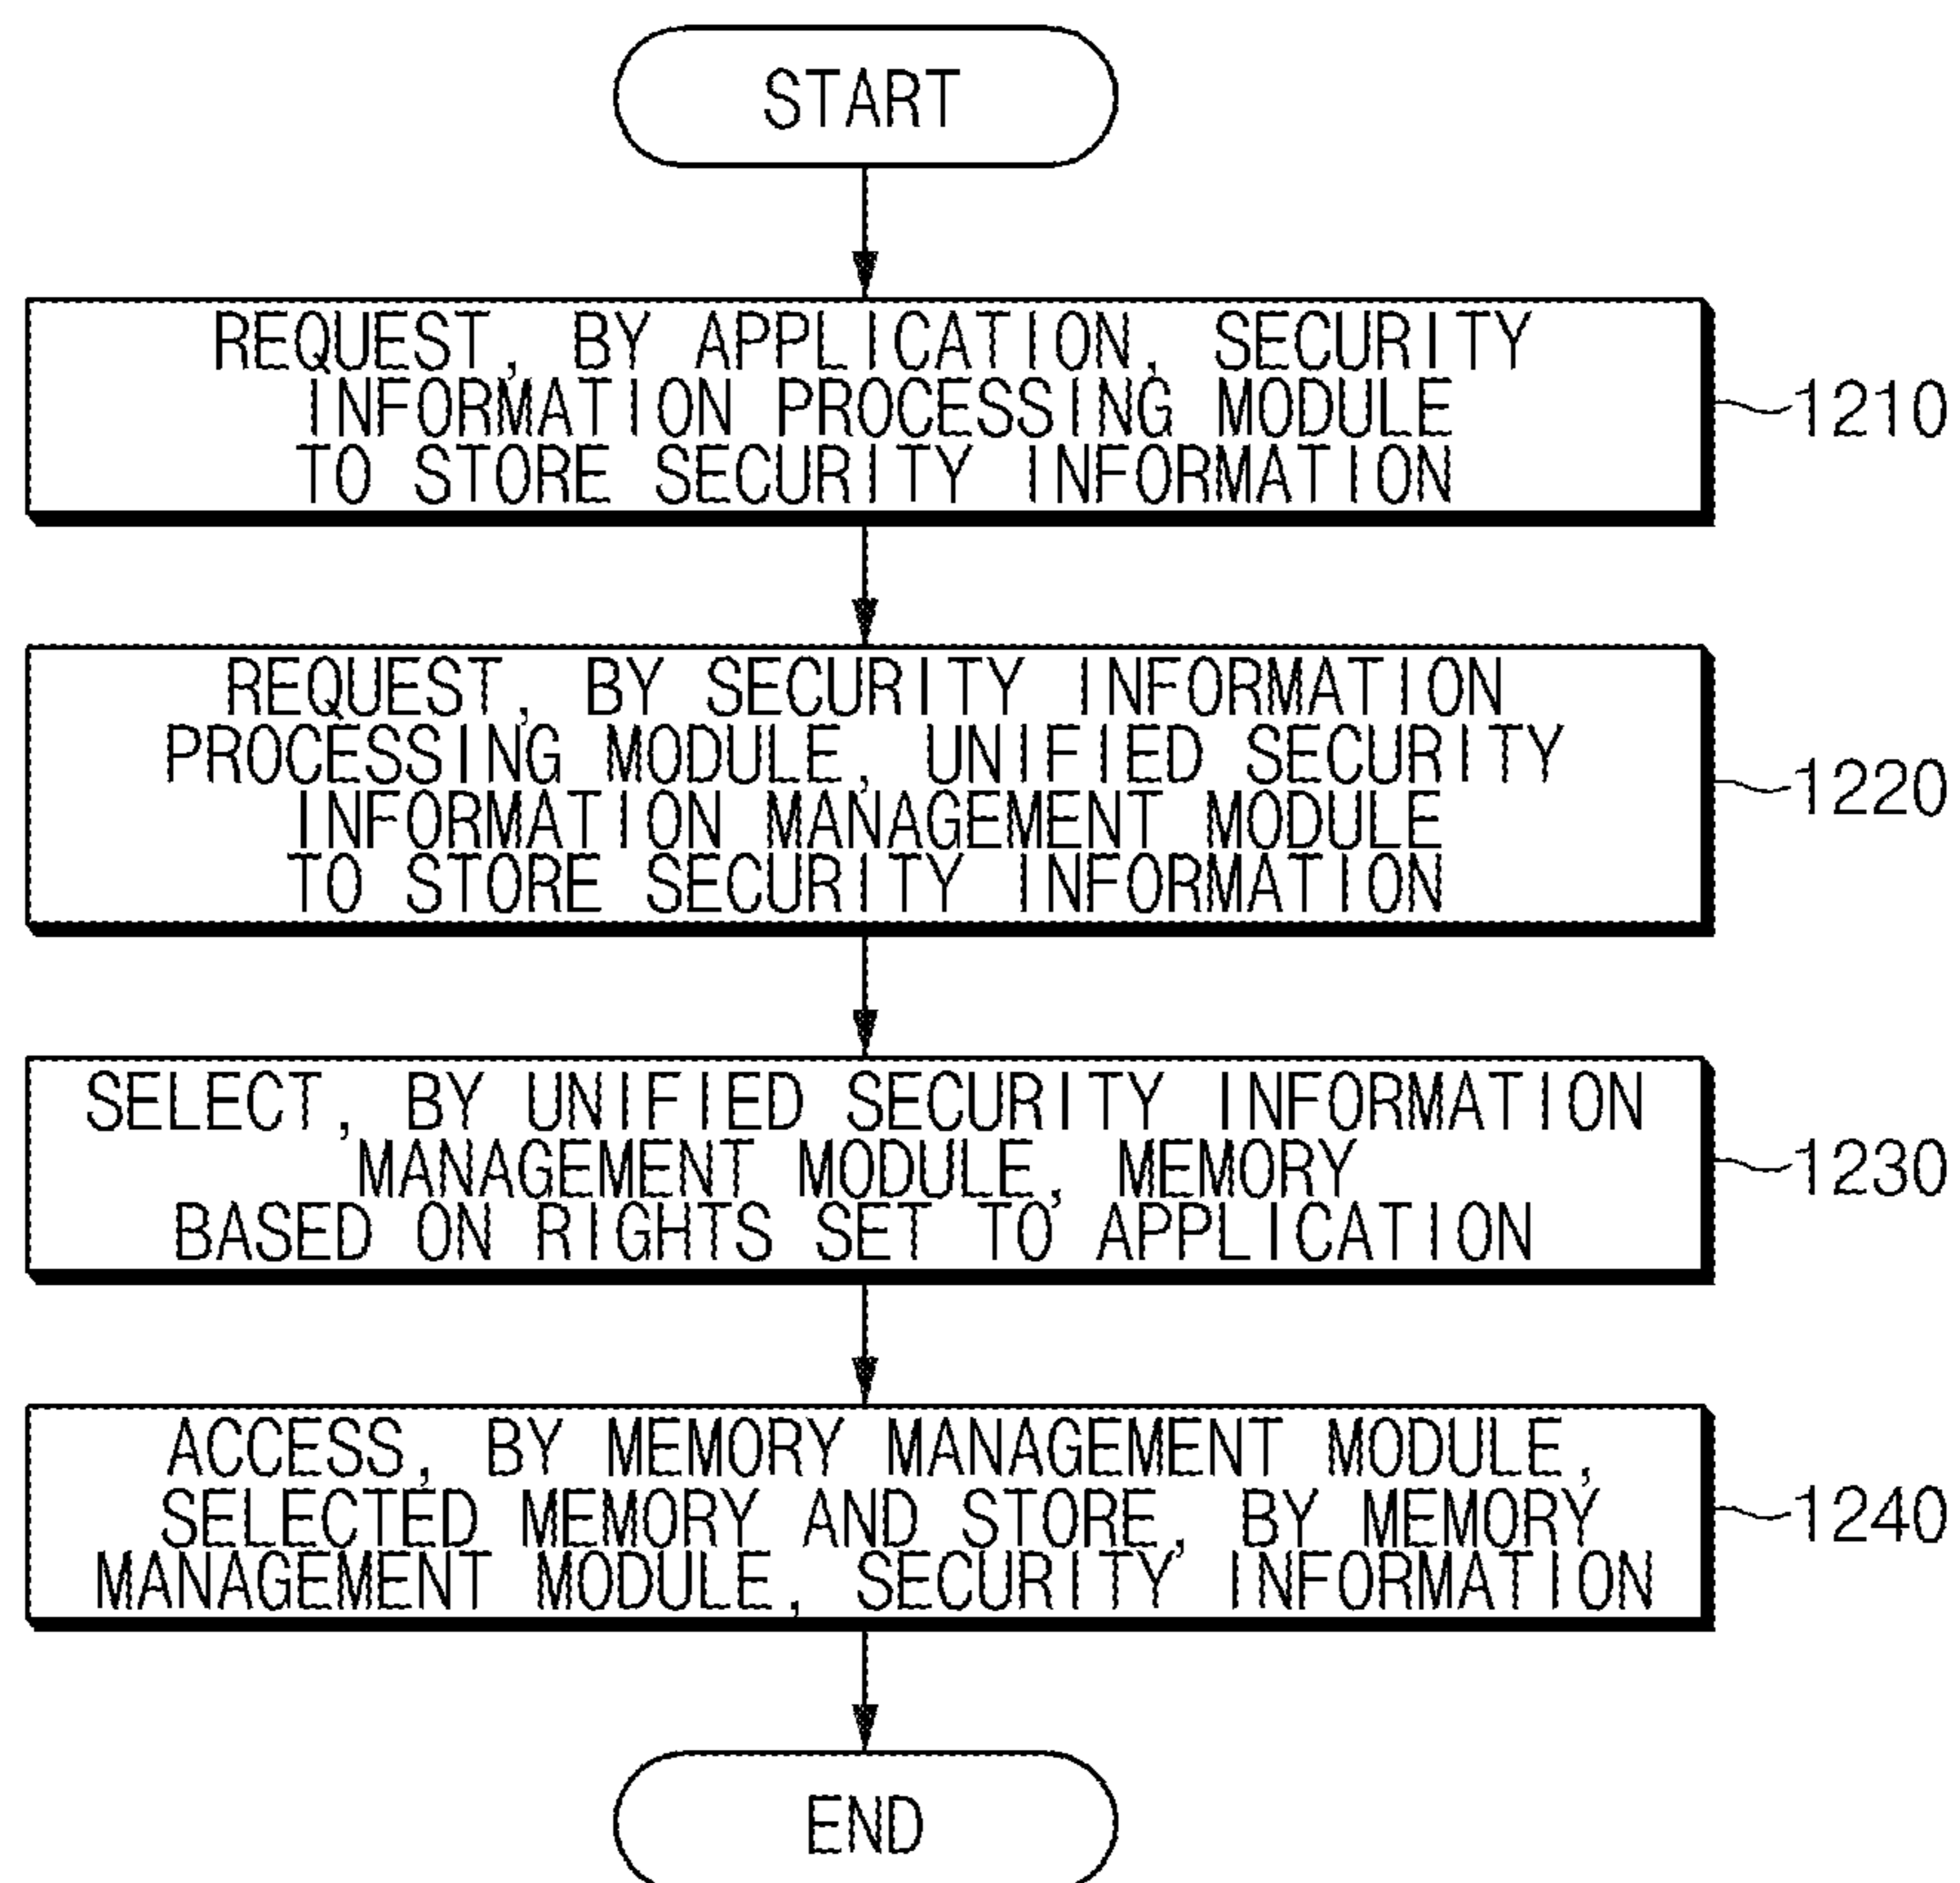 START
REQUEST, BY APPLICATION, SECURITY
INFORMATION PROCESSING MODULE
TO STORE SECURITY INFORMATION
1210
REQUEST, BY SECURITY INFORMATION
PROCESSING MODULE, UNIFIED SECURITY
INFORMATION MANAGEMENT MODULE
TO STORE SECURITY INFORMATION
1220
SELECT, BY UNIFIED SECURITY INFORMATION
MANAGEMENT MODULE, MEMORY
BASED ON RIGHTS SET TO APPLICATION
1230
ACCESS, BY MEMORY MANAGEMENT MODULE,
SELECTED MEMORY AND STORE, BY MEMORY
MANAGEMENT MODULE, SECURITY INFORMATION
1240
END